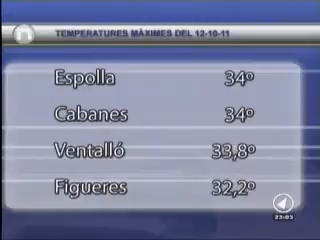 TEMPERATURES MÀXIMES DEL 12-10-11
Espolla 34º
Cabanes 34º
Ventalló 33,8º
Figueres 32,2º
23:03